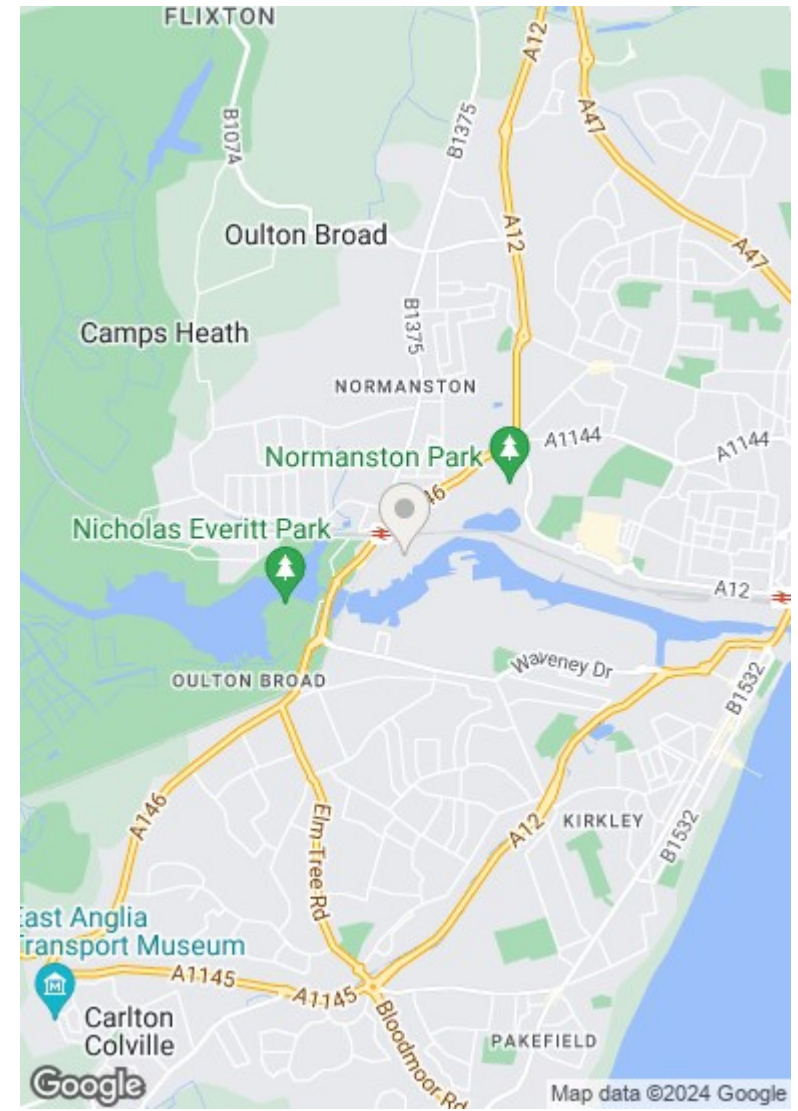 FLIXTON
A12
A47
B1375
B107A
Oulton Broad
A12
A47
B1375
Camps Heath
NORMANSTON
A1144
A1144
Normanston Park
46
Nicholas Everitt Park
A12
Waveney Dr
OULTON BROAD
B1532
A146
Elm Tree Rd
A12
KIRKLEY
B1532
East Anglia
Transport Museum
A1145
A1145
Carlton
Colville
Bloodmoor Rd
PAKEFIELD
Google
Map data ©2024 Google